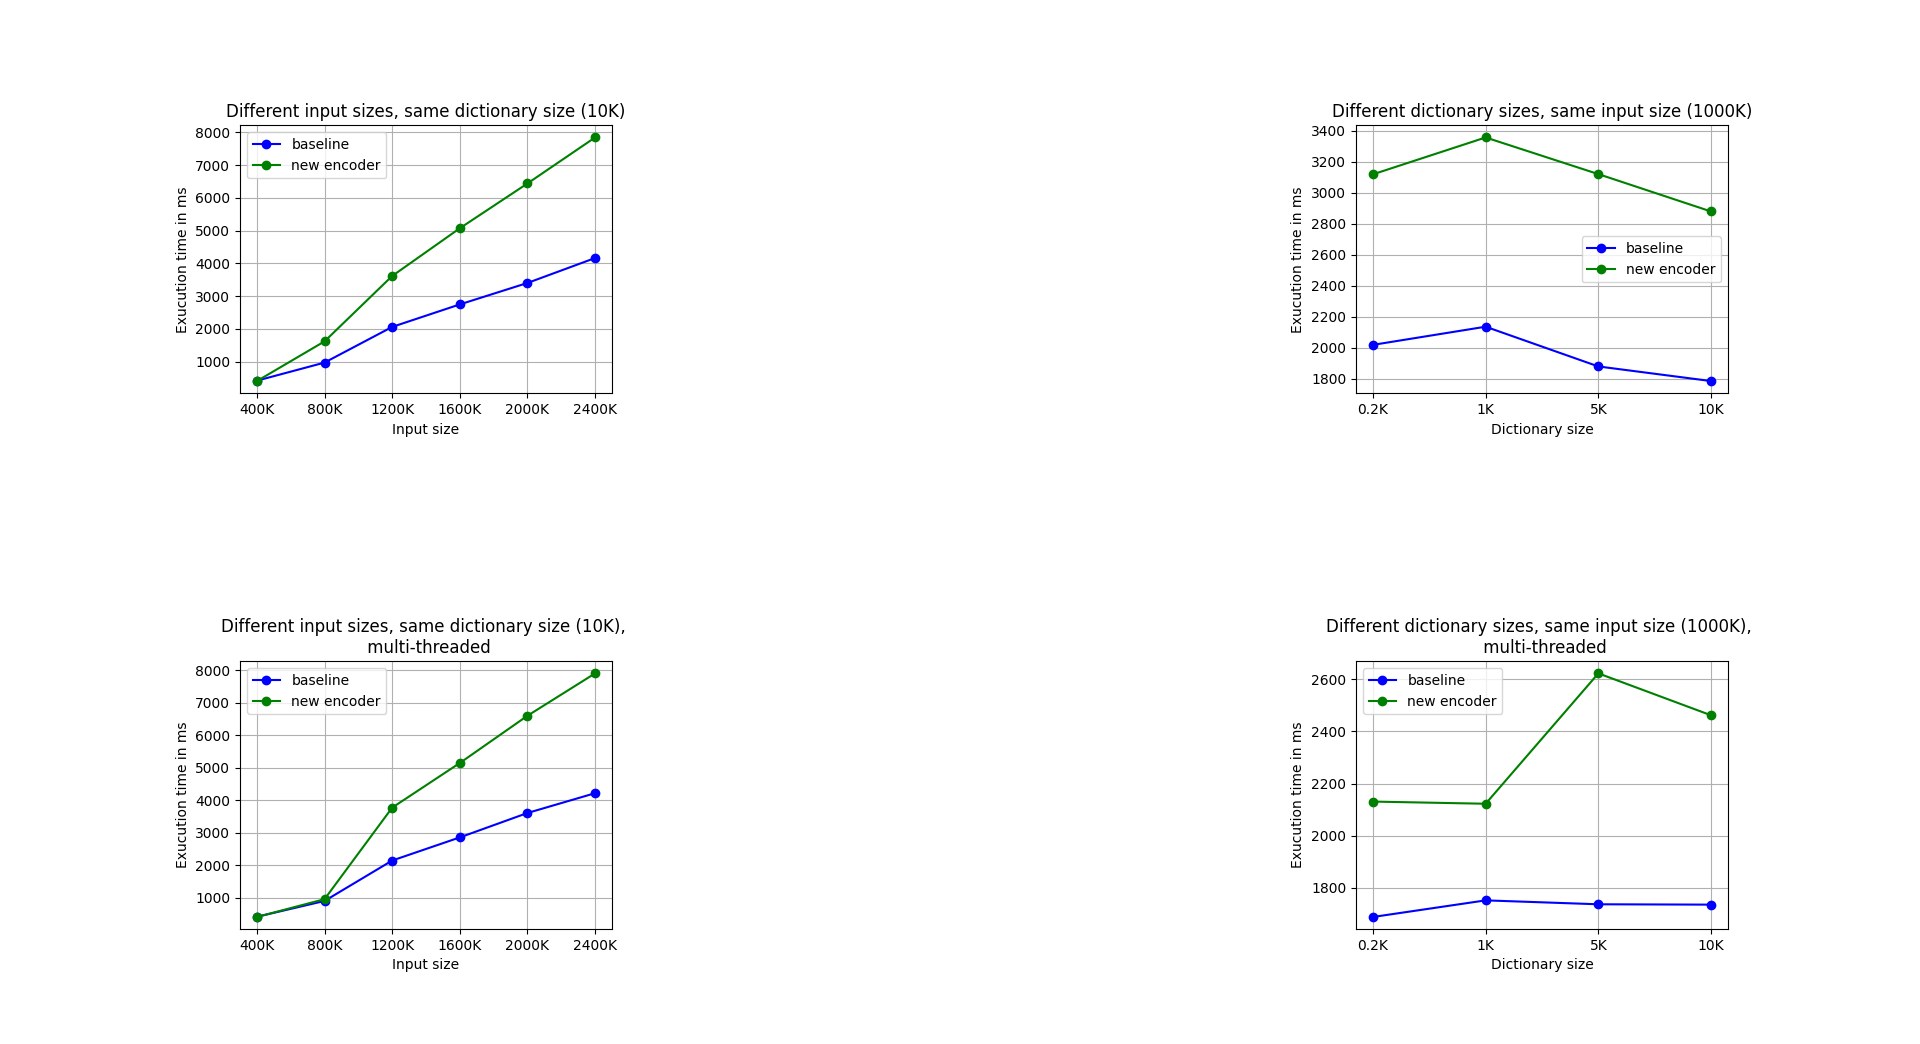 Different input sizes, same dictionary size (10K)
8000
7000
6000
5000
4000
3000
2000
1000
Exucution time in ms
baseline
new encoder
400K 800K 1200K 1600K 2000K 2400K
Input size
Different dictionary sizes, same input size (1000K)
3400
3200
3000
2800
2600
2400
2200
2000
1800
Exucution time in ms
baseline
new encoder
0.2K 1K 5K 10K
Dictionary size
Different input sizes, same dictionary size (10K),
multi-threaded
8000
7000
6000
5000
4000
3000
2000
1000
Exucution time in ms
baseline
new encoder
400K 800K 1200K 1600K 2000K 2400K
Input size
Different dictionary sizes, same input size (1000K),
multi-threaded
2600
2400
2200
2000
1800
Exucution time in ms
baseline
new encoder
0.2K 1K 5K 10K
Dictionary size